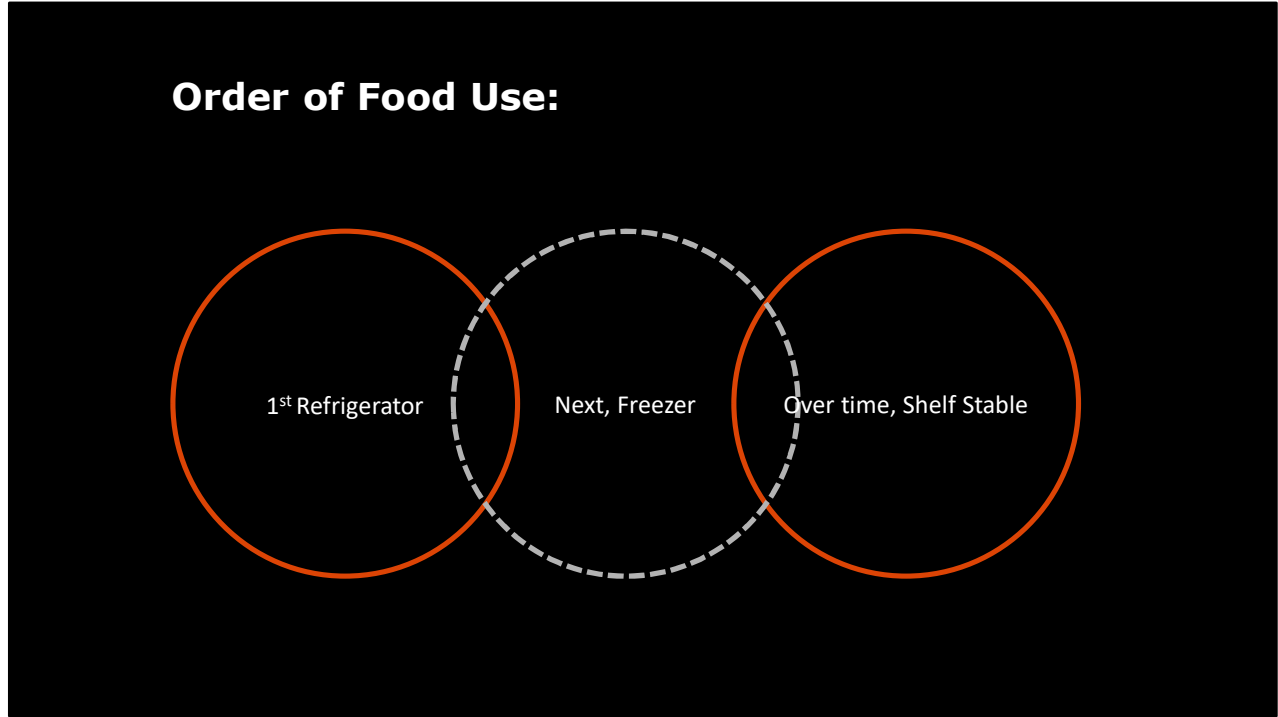 Order of Food Use:
1st Refrigerator
Next, Freezer
Over time, Shelf Stable